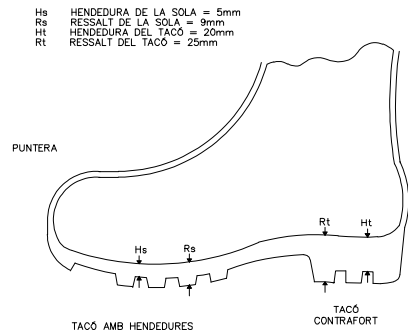 Hs HENDEDURA DE LA SOLA = 5mm
Rs RESSALT DE LA SOLA = 9mm
Ht HENDEDURA DEL TACÓ = 20mm
Rt RESSALT DEL TACÓ = 25mm
PUNTERA
Rt Ht
Hs Rs
TACÓ
CONTRAFORT
TACÓ AMB HENDEDURES